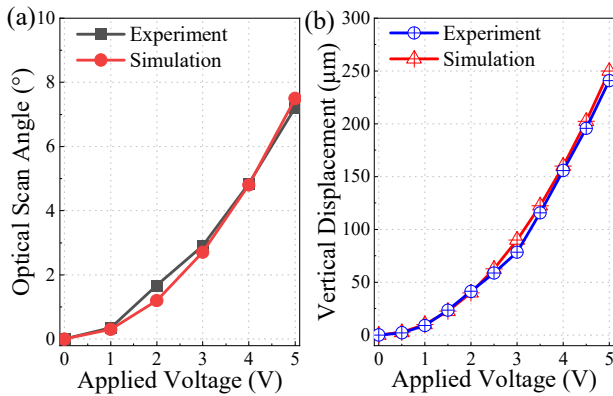 (a)
Experiment
Simulation
Optical Scan Angle (°)
10
8
6
4
2
0
0 1 2 3 4 5
Applied Voltage (V)
(b)
Experiment
Simulation
Vertical Displacement (μm)
300
250
200
150
100
50
0
0 1 2 3 4 5
Applied Voltage (V)